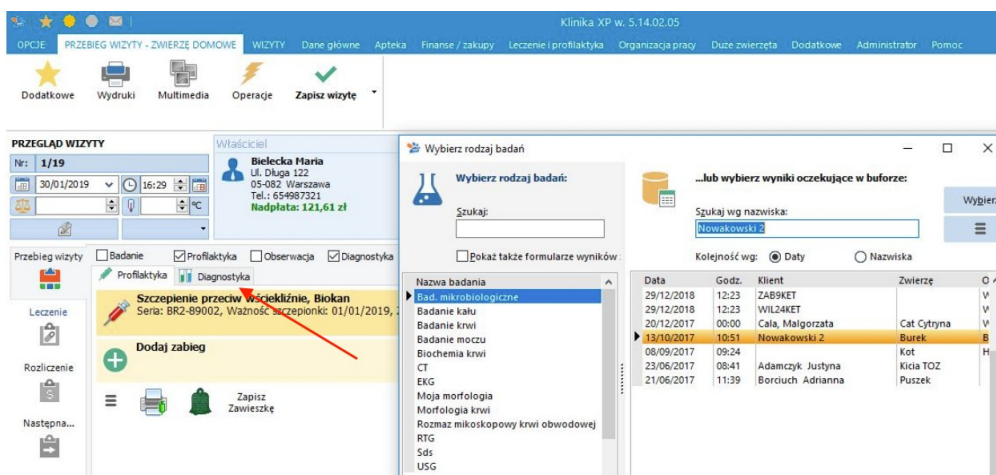 Klinika XP w. 5.14.02.05
OPCJE PRZEBIEG WIZYTY - ZWIERZĘ DOMOWE WIZYTY Dane główne Apteka Finanse / zakupy Leczenie i profilaktyka Organizacja pracy Duże zwierzęta Dodatkowe Administrator Pomoc
Dodatkowe Wydruki Multimedia Operacje Zapisz wizytę
PRZEGLĄD WIZYTY
Nr: 1/19
30/01/2019 16:29
°C
Właściciel
Bielecka Maria
Ul. Długa 122
05-082 Warszawa
Tel.: 654987321
Nadpłata: 121,61 zł
Przebieg wizyty
Leczenie
Rozliczenie
Następna...
Badanie Profilaktyka Obserwacja Diagnostyka
Profilaktyka Diagnostyka
Szczepienie przeciw wściekliźnie, Biokan
Seria: BR2-89002, Ważność szczepionki: 01/01/2019,
Dodaj zabieg
Zapisz
Zawieszkę
Wybierz rodzaj badań
Wybierz rodzaj badań:
Szukaj:
Pokaż także formularze wyników
Nazwa badania
Bad. mikrobiologiczne
Badanie kału
Badanie krwi
Badanie moczu
Biochemia krwi
CT
EKG
Moja morfologia
Morfologia krwi
Rozmaz mikoskopowy krwi obwodowej
RTG
Sds
USG
...lub wybierz wyniki oczekujące w buforze:
Wybierz
Szukaj wg nazwiska:
Nowakowski 2
Kolejność wg: Daty Nazwiska
Data Godz. Klient Zwierzę
29/12/2018 12:23 ZAB9KET
29/12/2018 12:23 WIL24KET
20/12/2017 00:00 Cala, Malgorzata Cat Cytryna
13/10/2017 10:51 Nowakowski 2 Burek
08/09/2017 09:24 Kot
23/06/2017 08:41 Adamczyk Justyna Kicia TOZ
21/06/2017 11:39 Borciuch Adrianna Puszek